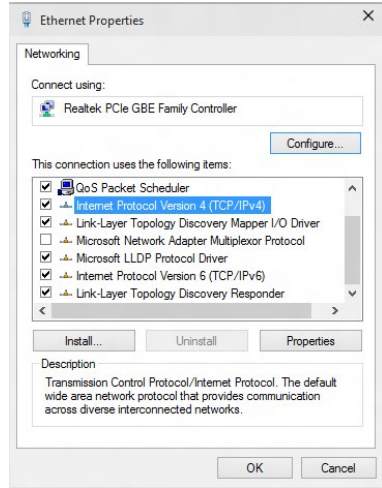 Ethernet Properties
Networking
Connect using:
Realtek PCIe GBE Family Controller
Configure...
This connection uses the following items:
QoS Packet Scheduler
Internet Protocol Version 4 (TCP/IPv4)
Link-Layer Topology Discovery Mapper I/O Driver
Microsoft Network Adapter Multiplexor Protocol
Microsoft LLDP Protocol Driver
Internet Protocol Version 6 (TCP/IPv6)
Link-Layer Topology Discovery Responder
Install... Uninstall Properties
Description
Transmission Control Protocol/Internet Protocol. The default
wide area network protocol that provides communication
across diverse interconnected networks.
OK Cancel